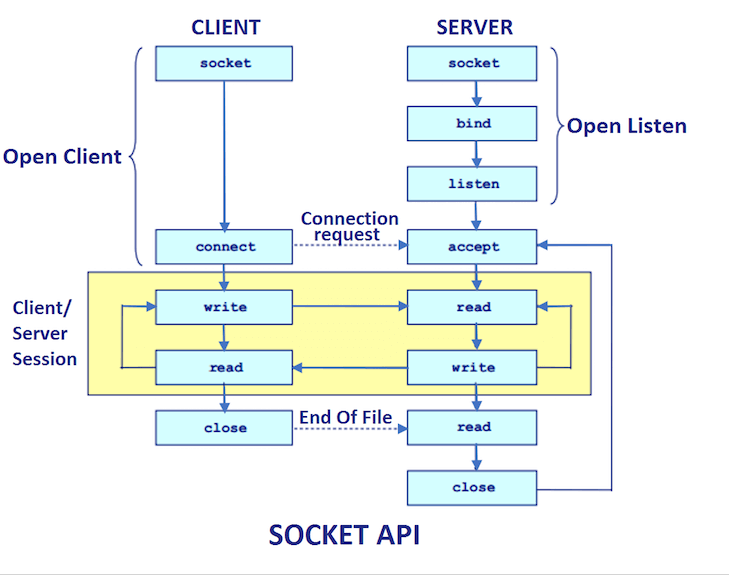 CLIENT
SERVER
socket
socket
bind
Open Client
Open Listen
listen
Connection
request
connect
accept
Client/
Server
Session
write
read
read
write
close
End Of File
read
close
SOCKET API